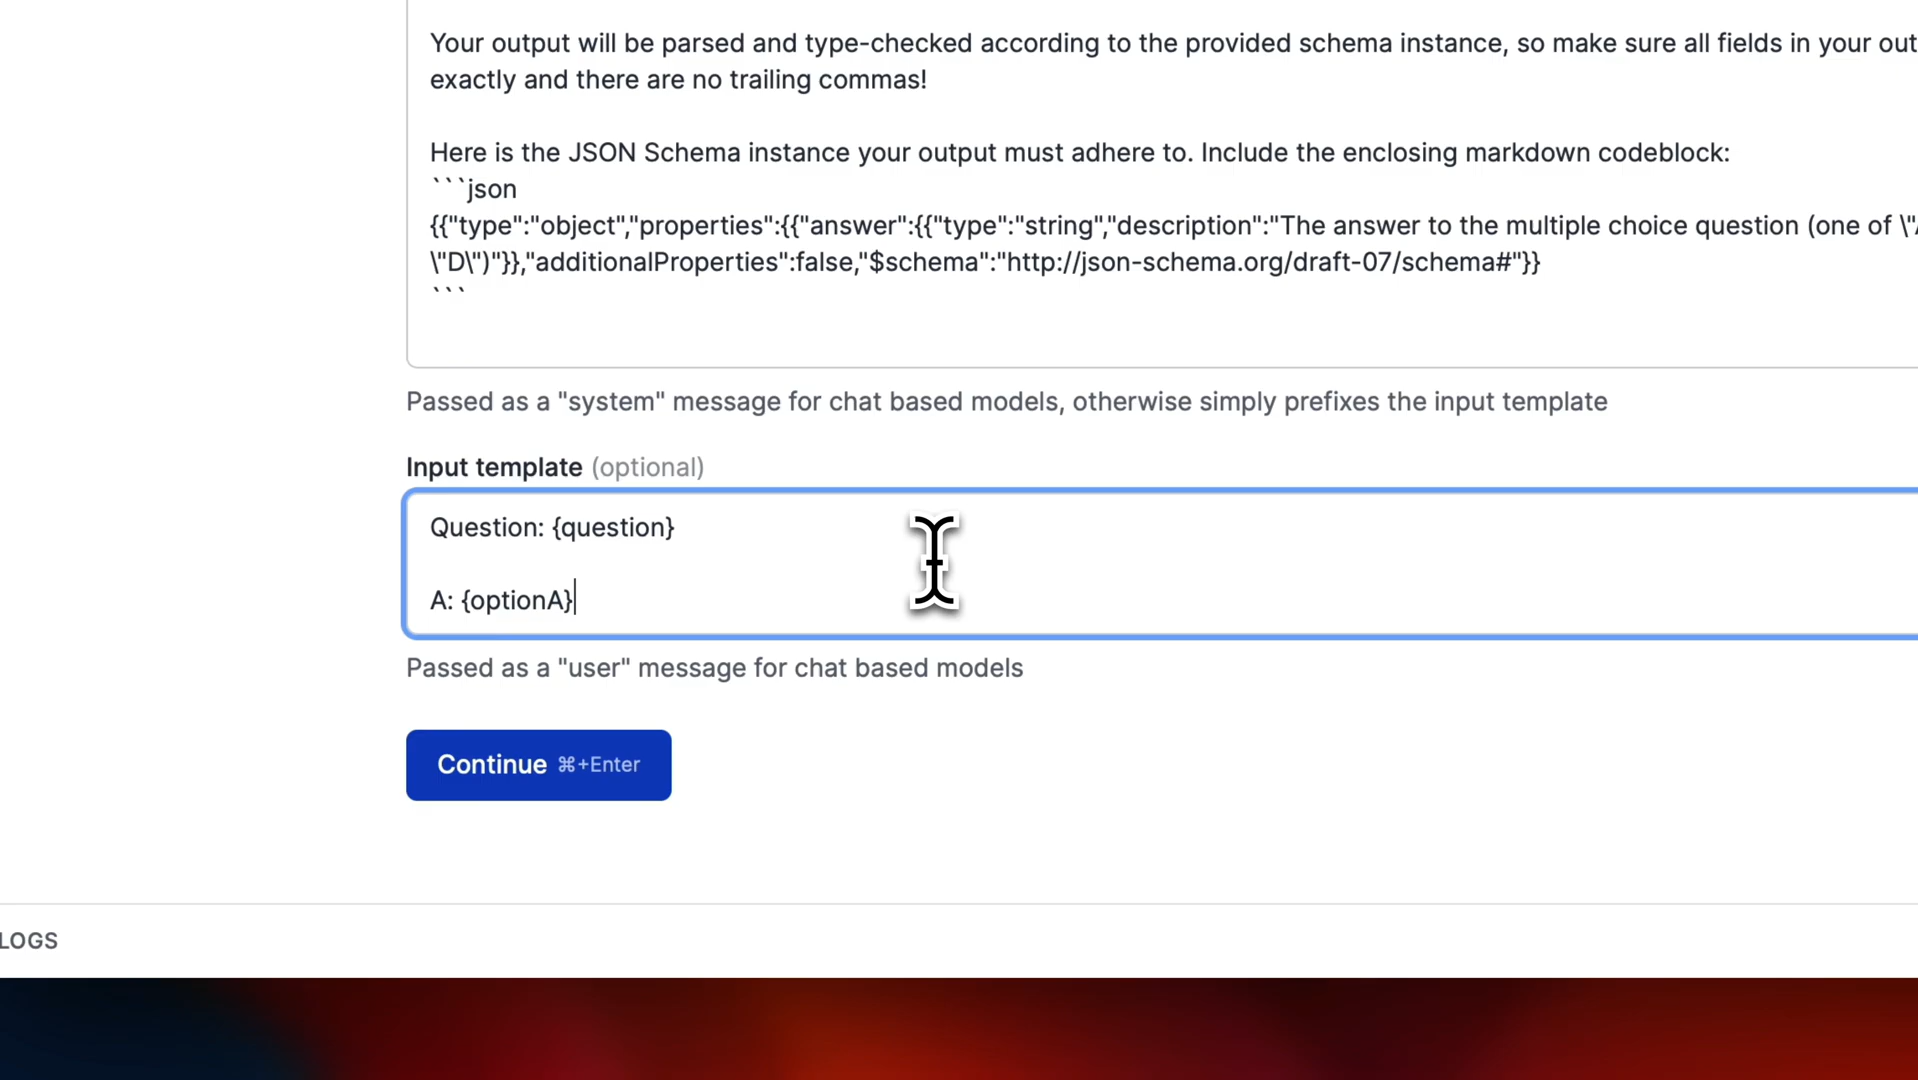 Your output will be parsed and type-checked according to the provided schema instance, so make sure all fields in your out
exactly and there are no trailing commas!
Here is the JSON Schema instance your output must adhere to. Include the enclosing markdown codeblock:
```json
{{"type":"object","properties":{{"answer":{{"type":"string","description":"The answer to the multiple choice question (one of \"
\"D\")"}},"additionalProperties":false,"$schema":"http://json-schema.org/draft-07/schema#"}}
```
Passed as a "system" message for chat based models, otherwise simply prefixes the input template
Input template (optional)
Question: {question}
A: {optionA}
Passed as a "user" message for chat based models
Continue ⌘+Enter
LOGS